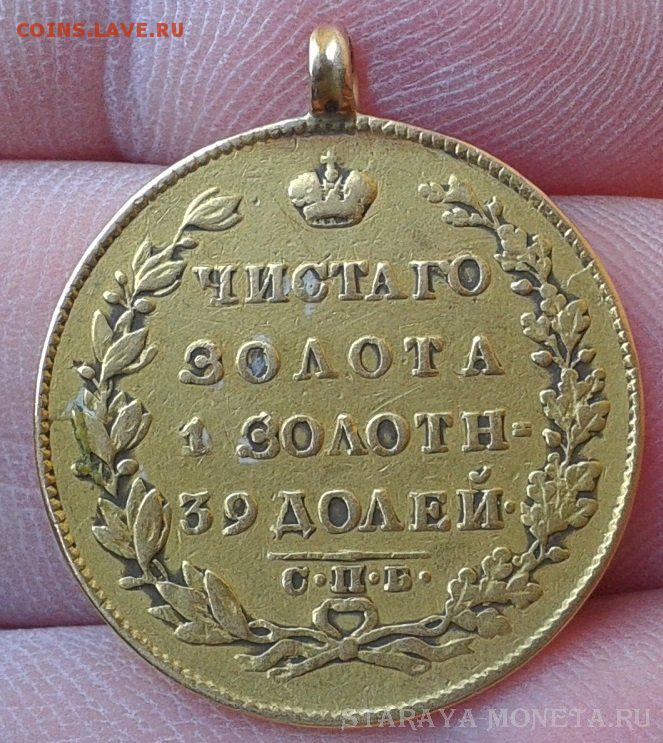 COINS.LAVE.RU
ЧИСТАГО
ЗОЛОТА
1 ЗОЛОТН=
39 ДОЛЕЙ·
С·П·Б·
STARAYA-MONETA.RU